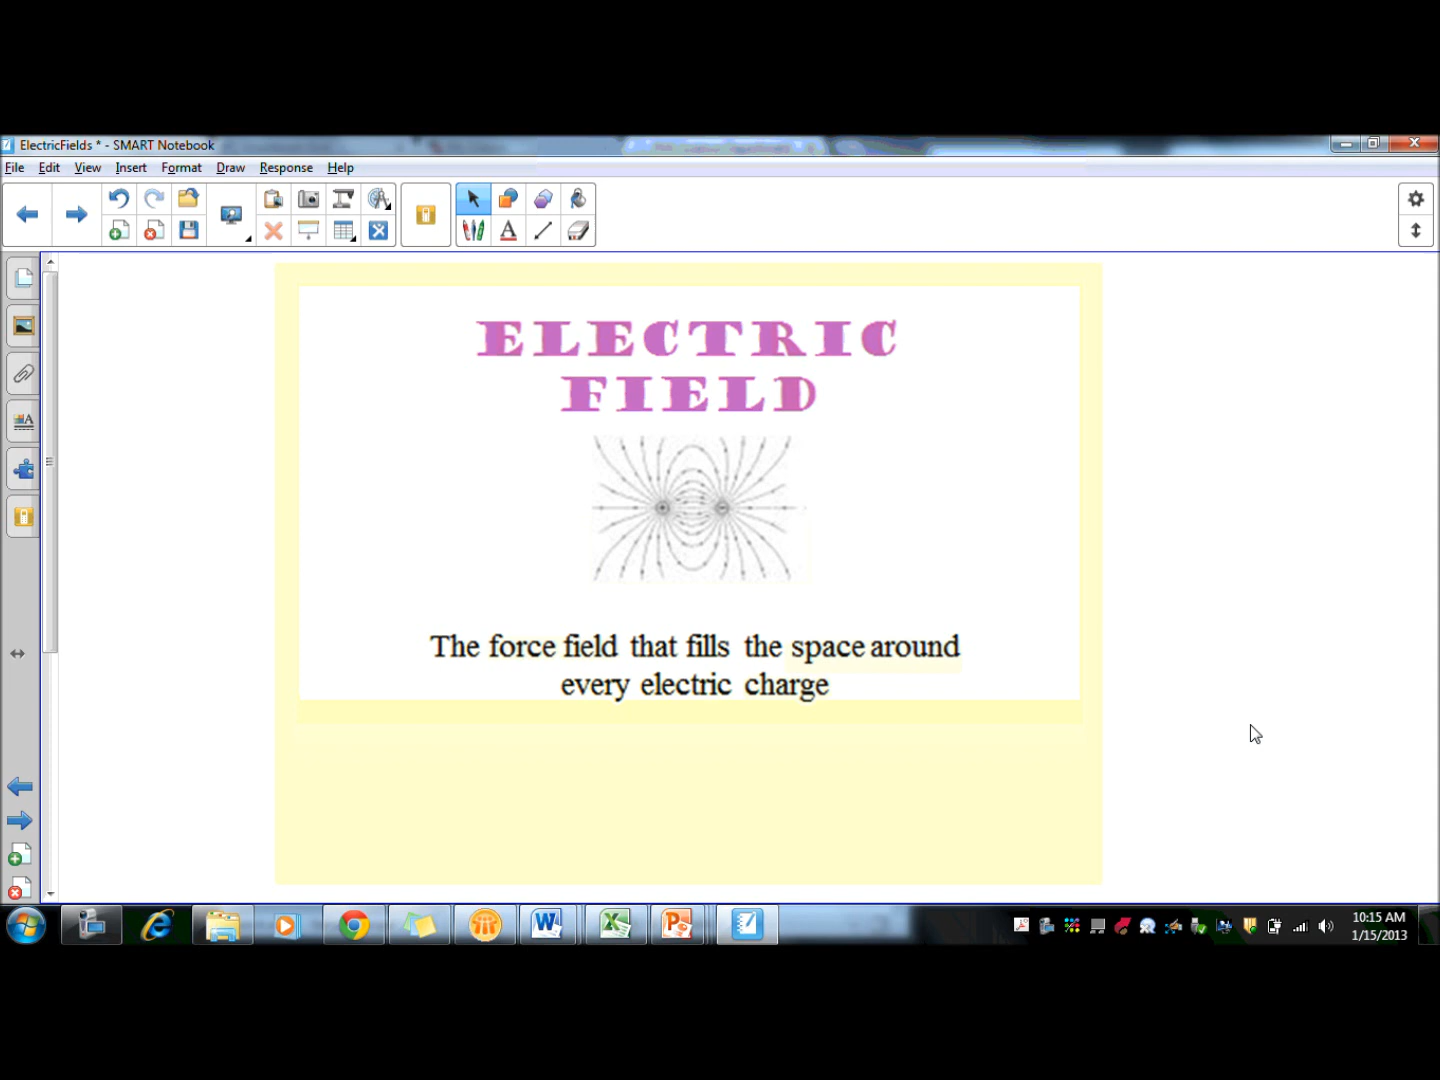 ElectricFields * - SMART Notebook
File Edit View Insert Format Draw Response Help
ELECTRIC
FIELD
The force field that fills the space around
every electric charge
10:15 AM
1/15/2013